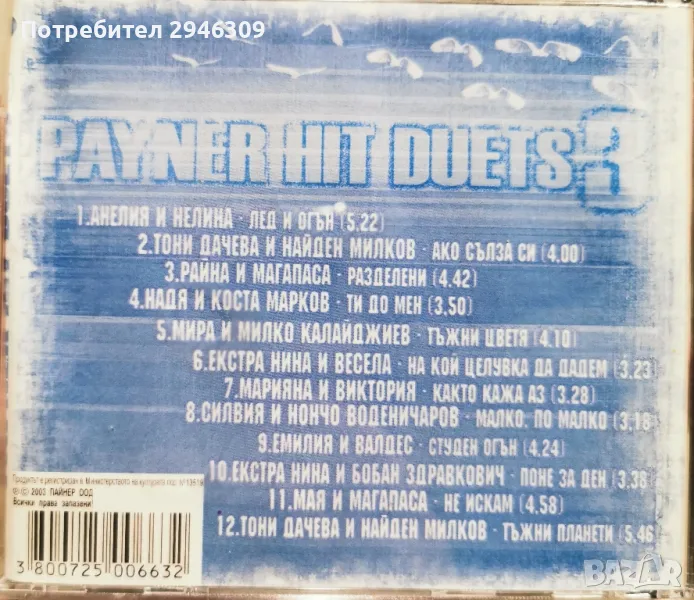 Потребител 2946309
PAYNER HIT DUETS 3
1.АНЕЛИЯ И НЕЛИНА - ЛЕД И ОГЪН (5.22)
2.ТОНИ ДАЧЕВА И НАЙДЕН МИЛКОВ - АКО СЪЛЗА СИ (4.00)
3.РАЙНА И МАГАПАСА - РАЗДЕЛЕНИ (4.42)
4.НАДЯ И КОСТА МАРКОВ - ТИ ДО МЕН (3.50)
5.МИРА И МИЛКО КАЛАЙДЖИЕВ - ТЪЖНИ ЦВЕТЯ (4.10)
6.ЕКСТРА НИНА И ВЕСЕЛА - НА КОЙ ЦЕЛУВКА ДА ДАДЕМ (3.23)
7.МАРИЯНА И ВИКТОРИЯ - КАКТО КАЖА АЗ (3.28)
8.СИЛВИЯ И НОНЧО ВОДЕНИЧАРОВ - МАЛКО, ПО МАЛКО (3.18)
9.ЕМИЛИЯ И ВАЛДЕС - СТУДЕН ОГЪН (4.24)
10.ЕКСТРА НИНА И БОБАН ЗДРАВКОВИЧ - ПОНЕ ЗА ДЕН (3.38)
11.МАЯ И МАГАПАСА - НЕ ИСКАМ (4.58)
12.ТОНИ ДАЧЕВА И НАЙДЕН МИЛКОВ - ТЪЖНИ ПЛАНЕТИ (5.46)
Продуктът е регистриран в Министерството на културата
℗ © 2003 ПАЙНЕР ООД
Всички права запазени!
3 800725 006632
bazar